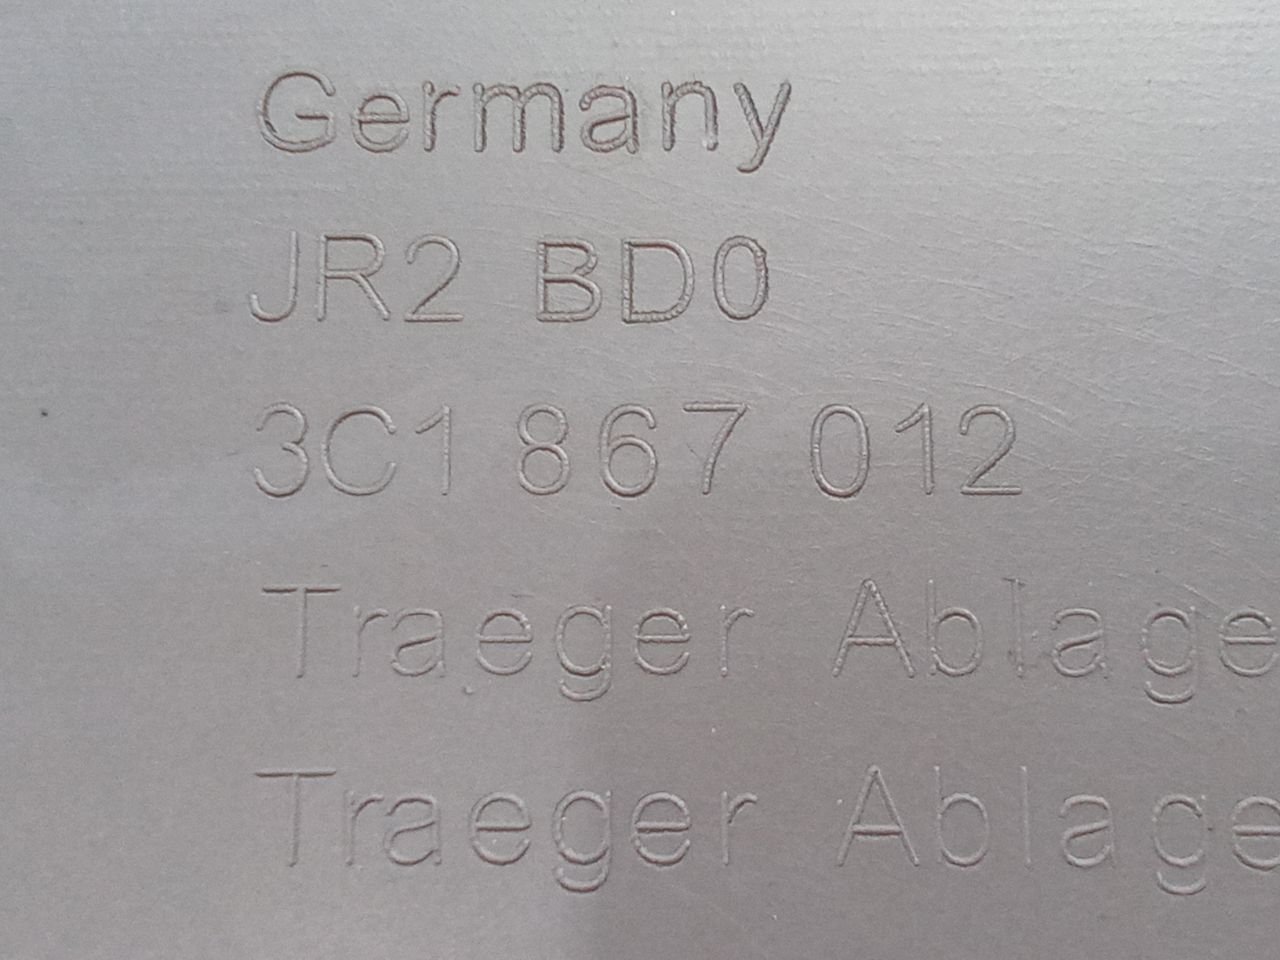 Germany
JR2 BD0
3C1 867 012
Traeger Ablage
Traeger Ablage